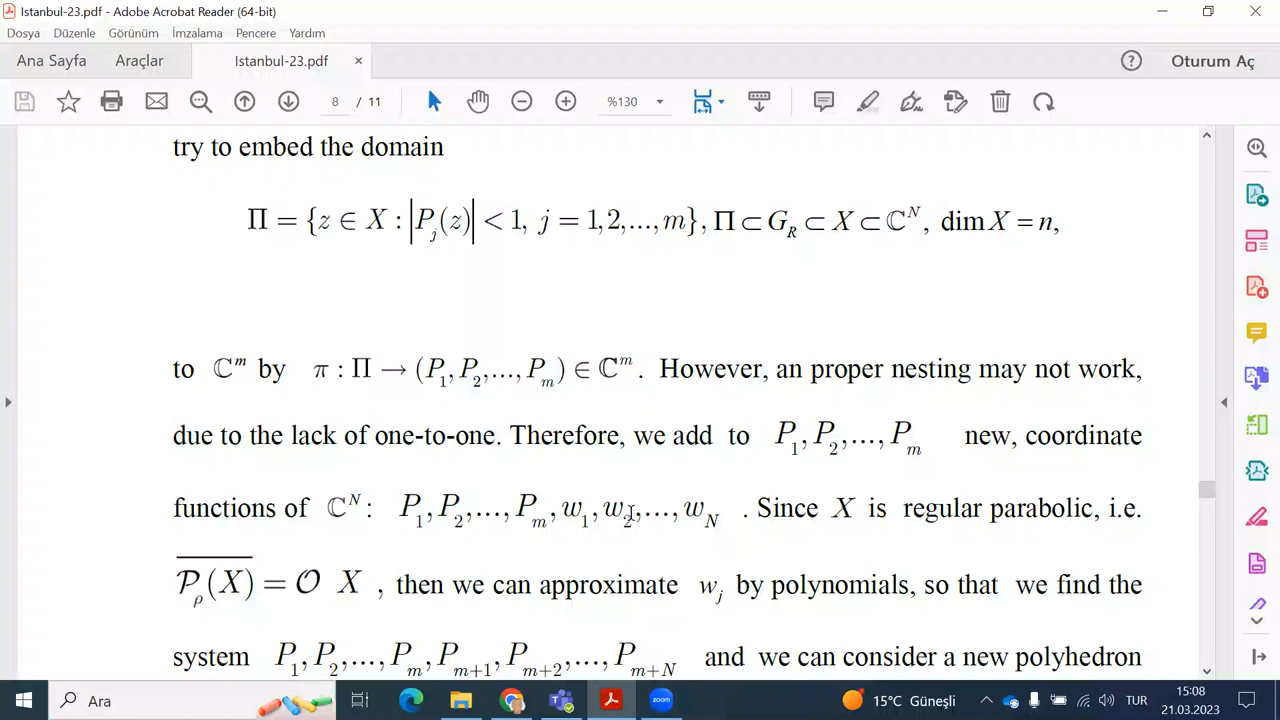 Istanbul-23.pdf - Adobe Acrobat Reader (64-bit)
Dosya Düzenle Görünüm İmzalama Pencere Yardım
Ana Sayfa Araçlar Istanbul-23.pdf × Oturum Aç
8 / 11 %130
try to embed the domain
Π = {z ∈ X : |P_j(z)| < 1, j = 1,2,...,m}, Π ⊂ G_R ⊂ X ⊂ ℂ^N, dim X = n,
to ℂ^m by π : Π → (P_1, P_2,..., P_m) ∈ ℂ^m. However, an proper nesting may not work,
due to the lack of one-to-one. Therefore, we add to P_1, P_2,..., P_m new, coordinate
functions of ℂ^N: P_1, P_2,..., P_m, w_1, w_2,..., w_N . Since X is regular parabolic, i.e.
\overline{𝒫_ρ(X)} = 𝒪 X , then we can approximate w_j by polynomials, so that we find the
system P_1, P_2,..., P_m, P_{m+1}, P_{m+2},..., P_{m+N} and we can consider a new polyhedron
Ara zoom 15°C Güneşli TUR 15:08
21.03.2023